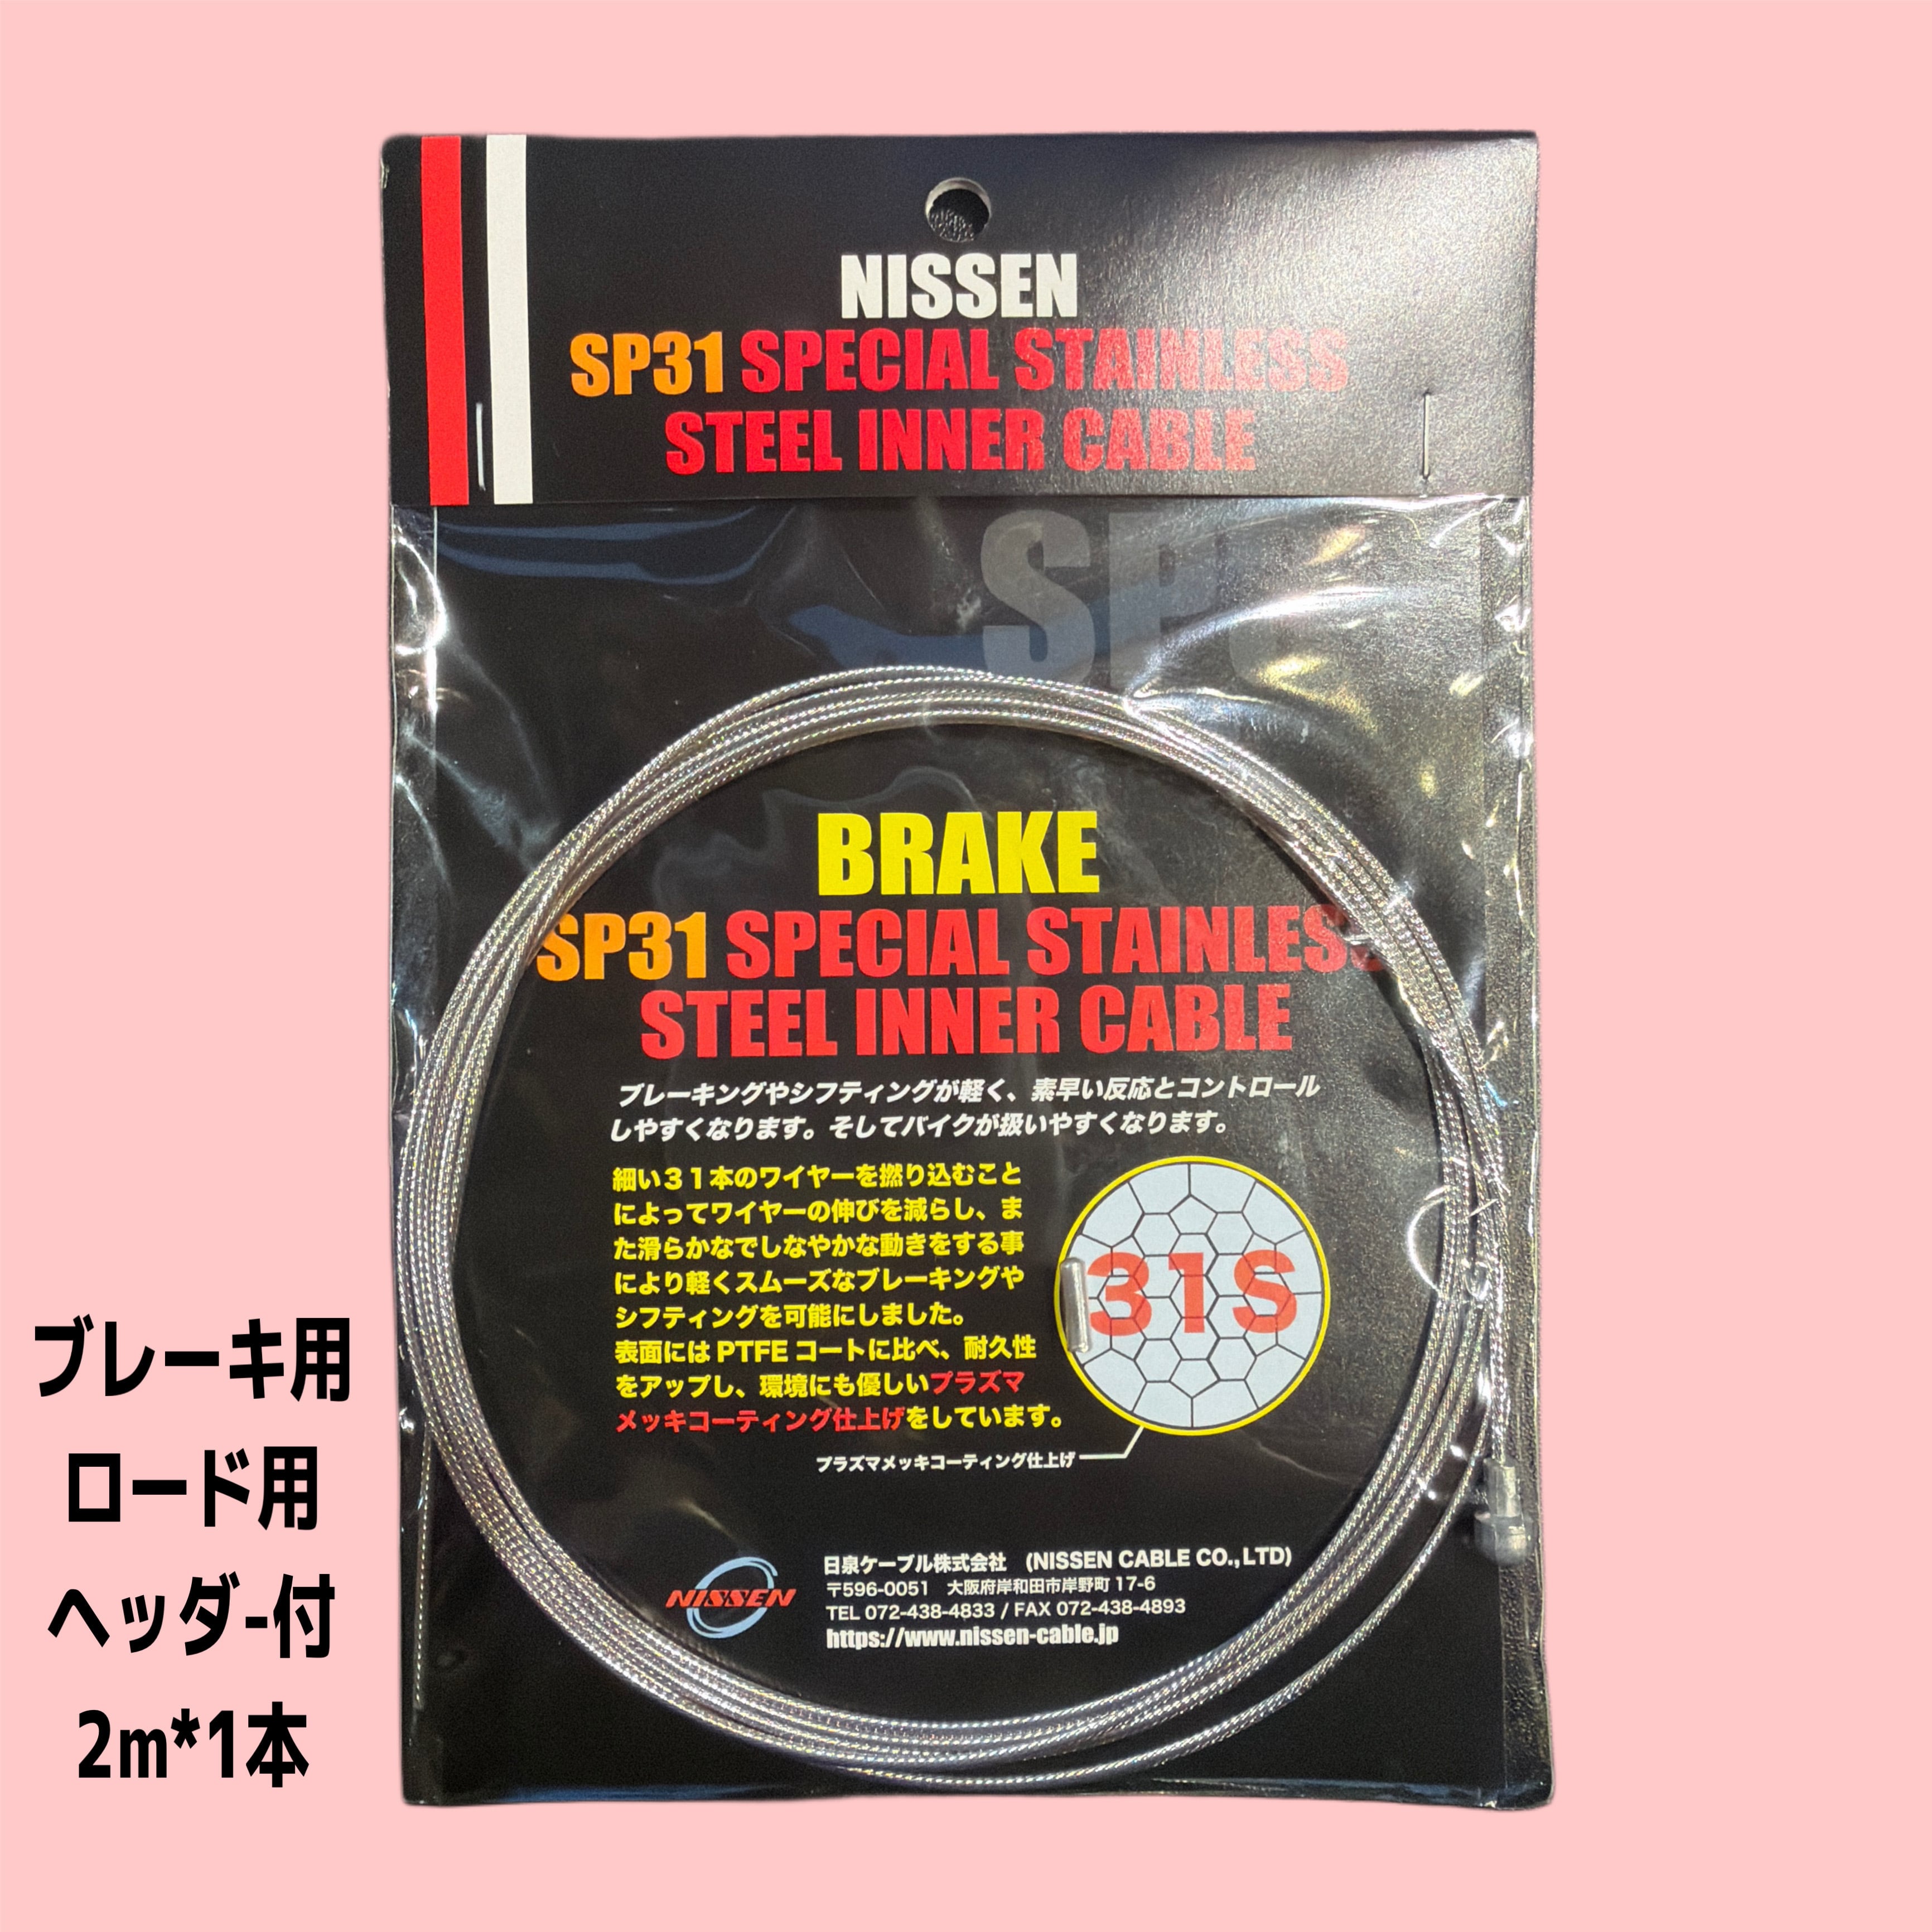 NISSEN
SP31 SPECIAL STAINLESS
STEEL INNER CABLE
BRAKE
SP31 SPECIAL STAINLESS
STEEL INNER CABLE
ブレーキングやシフティングが軽く、素早い反応とコントロール
しやすくなります。そしてバイクが扱いやすくなります。
細い31本のワイヤーを撚り込むこと
によってワイヤーの伸びを減らし、ま
た滑らかなでしなやかな動きをする事
により軽くスムーズなブレーキングや
シフティングを可能にしました。
表面にはPTFEコートに比べ、耐久性
をアップし、環境にも優しいプラズマ
メッキコーティング仕上げをしています。
31S
プラズマメッキコーティング仕上げ
NISSEN
日泉ケーブル株式会社 (NISSEN CABLE CO.,LTD)
〒596-0051 大阪府岸和田市岸野町17-6
TEL 072-438-4833 / FAX 072-438-4893
https://www.nissen-cable.jp
ブレーキ用
ロード用
ヘッダ-付
2m*1本